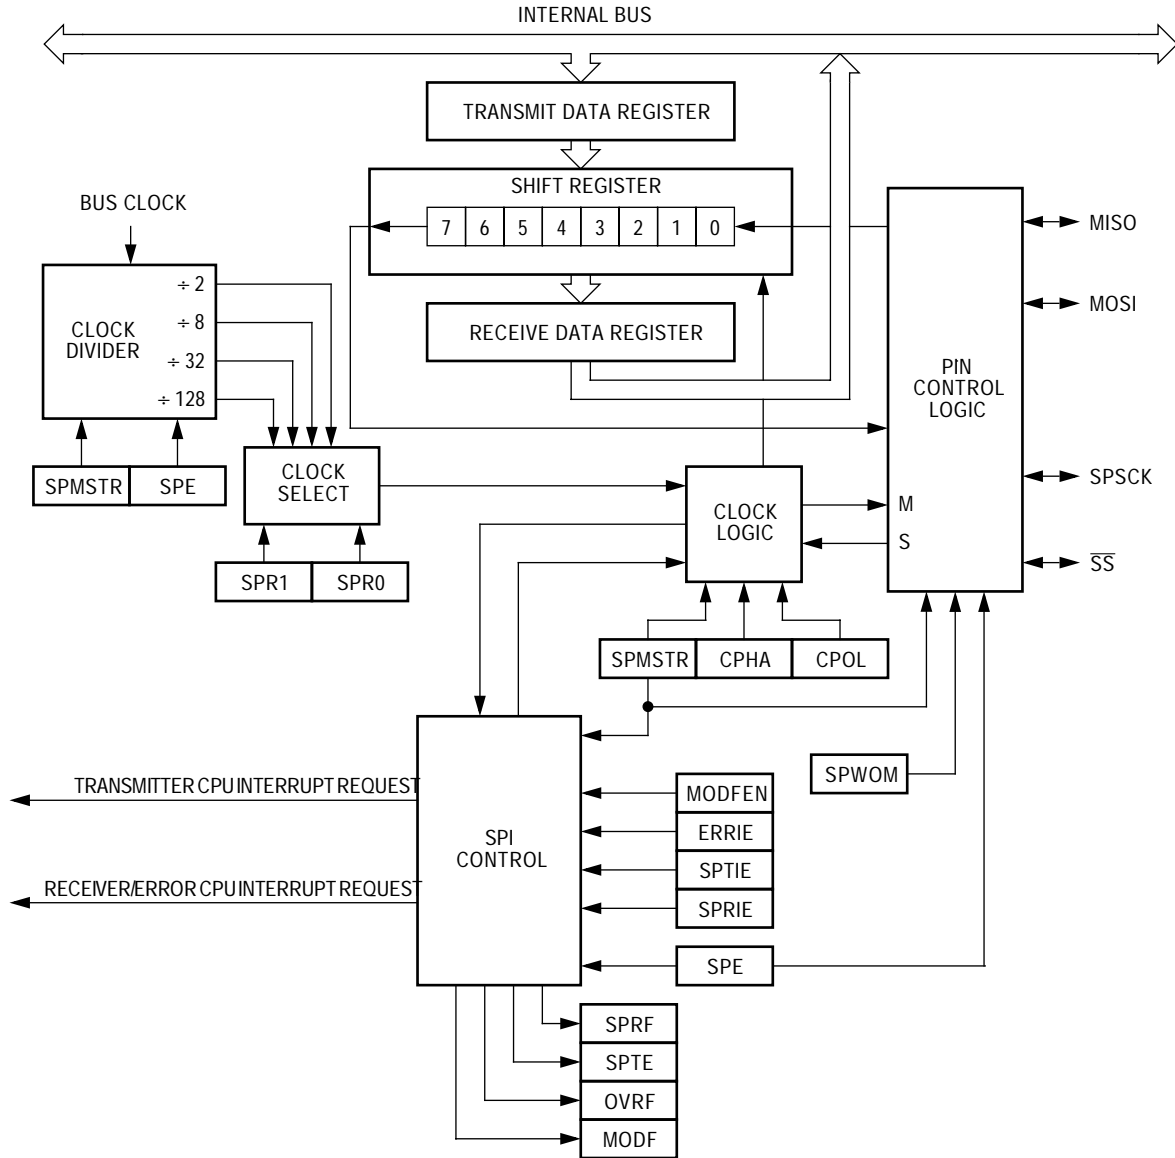 INTERNAL BUS
TRANSMIT DATA REGISTER
SHIFT REGISTER
7 6 5 4 3 2 1 0
RECEIVE DATA REGISTER
BUS CLOCK
CLOCK
DIVIDER
÷ 2
÷ 8
÷ 32
÷ 128
SPMSTR SPE
CLOCK
SELECT
SPR1 SPR0
PIN
CONTROL
LOGIC
M
S
MISO
MOSI
SPSCK
SS
CLOCK
LOGIC
SPMSTR CPHA CPOL
SPWOM
TRANSMITTER CPU INTERRUPT REQUEST
RECEIVER/ERROR CPU INTERRUPT REQUEST
SPI
CONTROL
MODFEN
ERRIE
SPTIE
SPRIE
SPE
SPRF
SPTE
OVRF
MODF